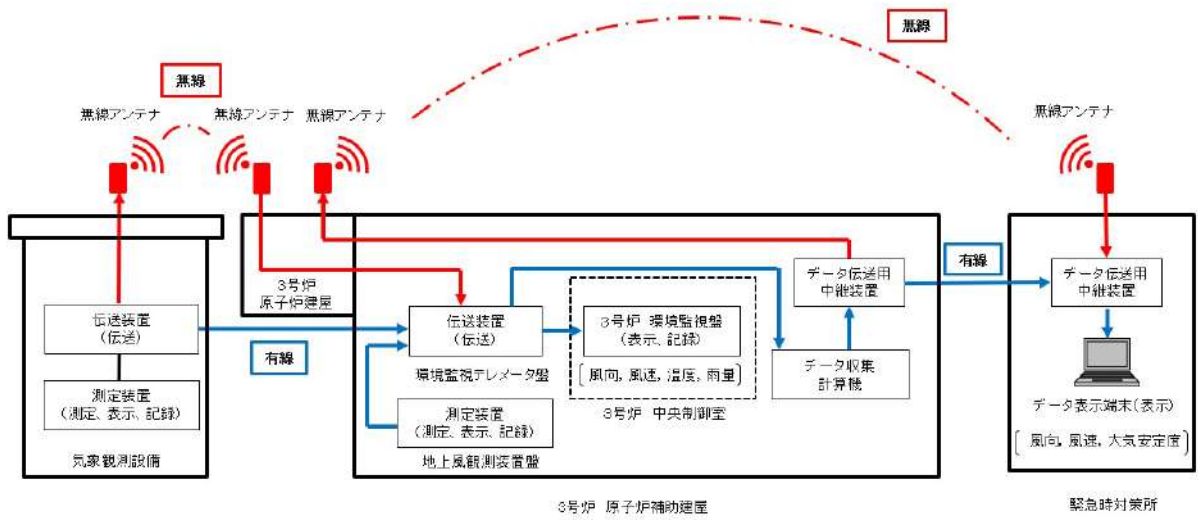 無線
無線
無線アンテナ
無線アンテナ
無線アンテナ
無線アンテナ
3号炉
原子炉建屋
データ伝送用
中継装置
有線
データ伝送用
中継装置
伝送装置
(伝送)
伝送装置
(伝送)
3号炉 環境監視盤
(表示、記録)
有線
環境監視テレメータ盤
風向, 風速, 温度, 雨量
データ収集
計算機
測定装置
(測定、表示、記録)
測定装置
(測定、表示、記録)
3号炉 中央制御室
データ表示端末(表示)
風向, 風速, 大気安定度
気象観測設備
地上風観測装置盤
3号炉 原子炉補助建屋
緊急時対策所